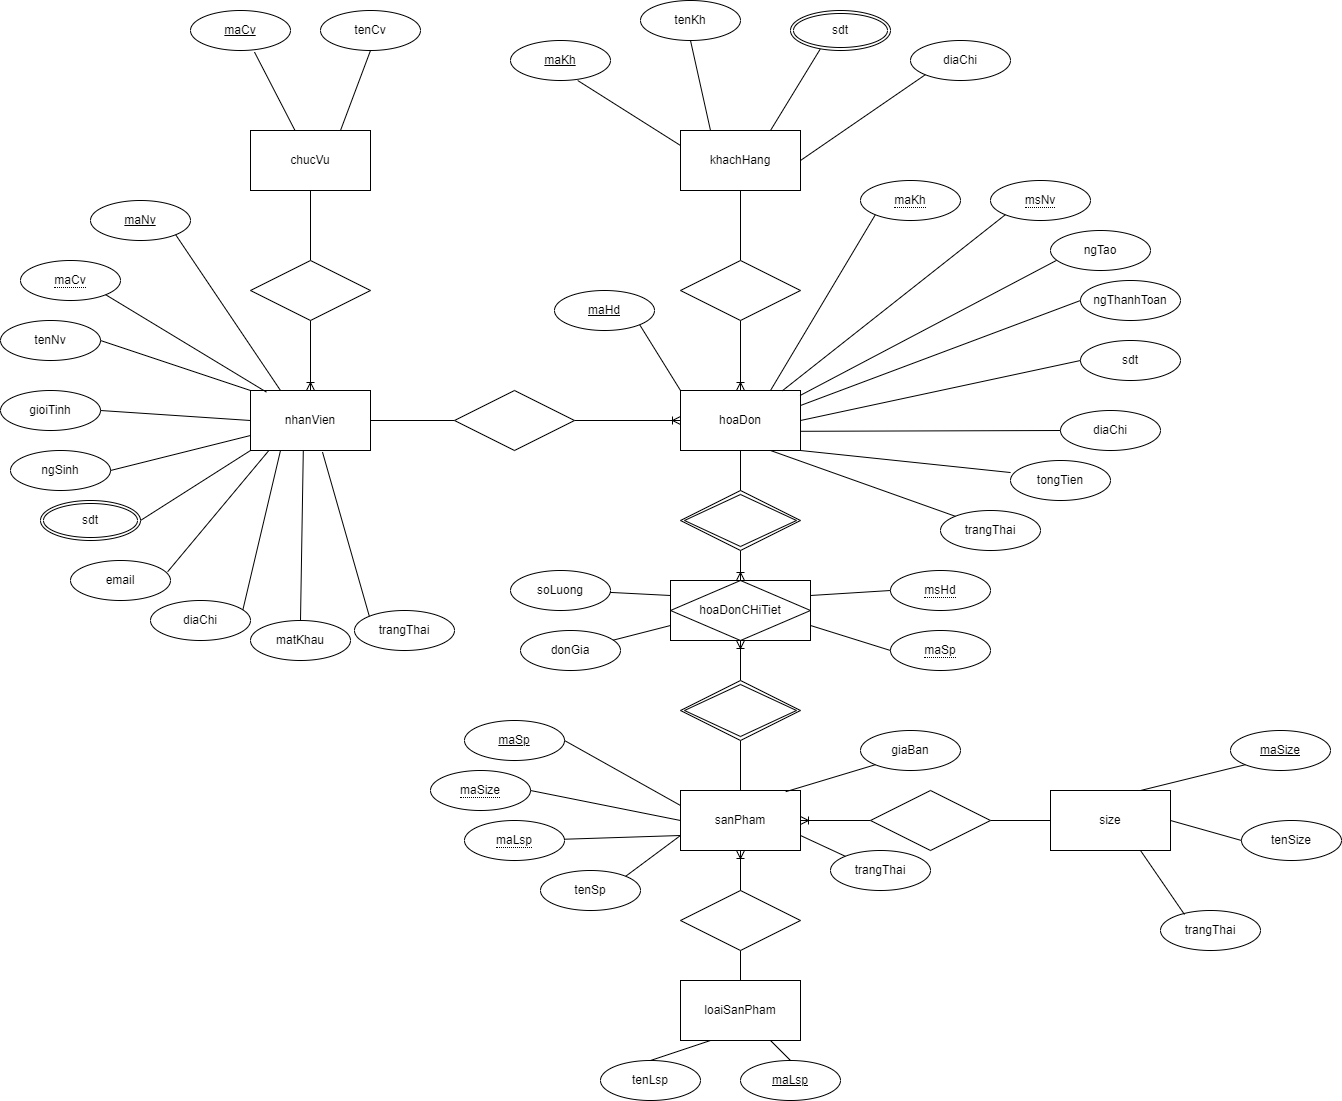 maCv
tenCv
tenKh
sdt
maKh
diaChi
chucVu
khachHang
maNv
maKh
msNv
ngTao
maCv
ngThanhToan
maHd
tenNv
sdt
gioiTinh
nhanVien
hoaDon
diaChi
ngSinh
tongTien
sdt
trangThai
email
soLuong
hoaDonCHiTiet
msHd
diaChi
matKhau
trangThai
donGia
maSp
maSp
giaBan
maSize
maSize
sanPham
size
maLsp
tenSize
tenSp
trangThai
trangThai
loaiSanPham
tenLsp
maLsp